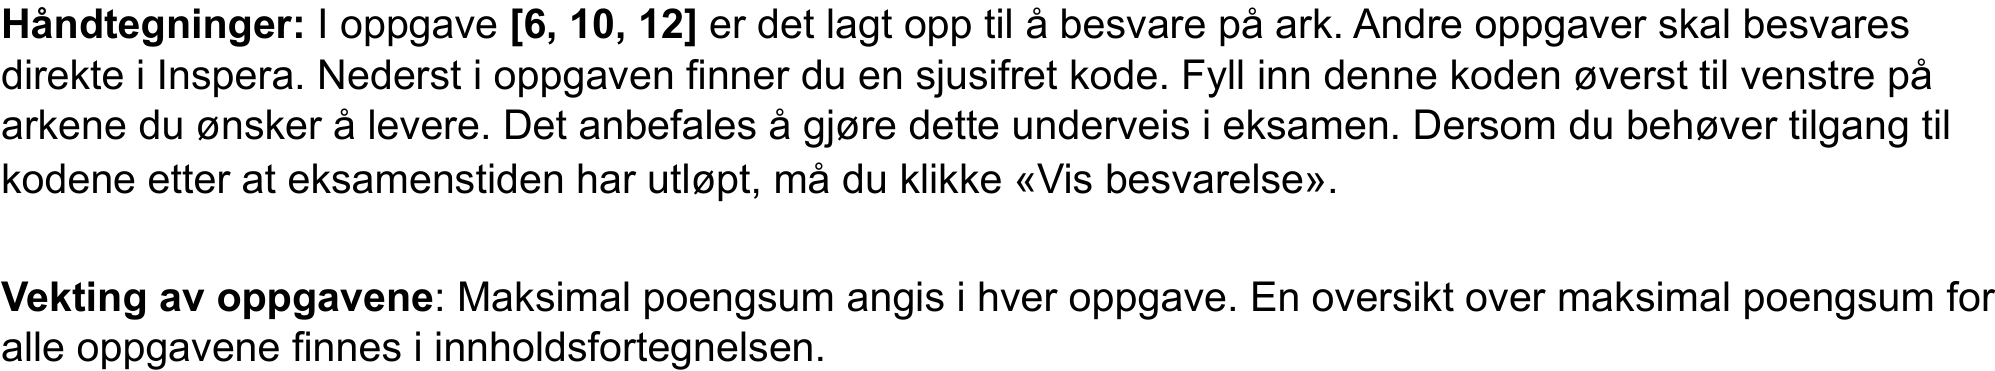 Håndtegninger: I oppgave [6, 10, 12] er det lagt opp til å besvare på ark. Andre oppgaver skal besvares
direkte i Inspera. Nederst i oppgaven finner du en sjusifret kode. Fyll inn denne koden øverst til venstre på
arkene du ønsker å levere. Det anbefales å gjøre dette underveis i eksamen. Dersom du behøver tilgang til
kodene etter at eksamenstiden har utløpt, må du klikke «Vis besvarelse».
Vekting av oppgavene: Maksimal poengsum angis i hver oppgave. En oversikt over maksimal poengsum for
alle oppgavene finnes i innholdsfortegnelsen.